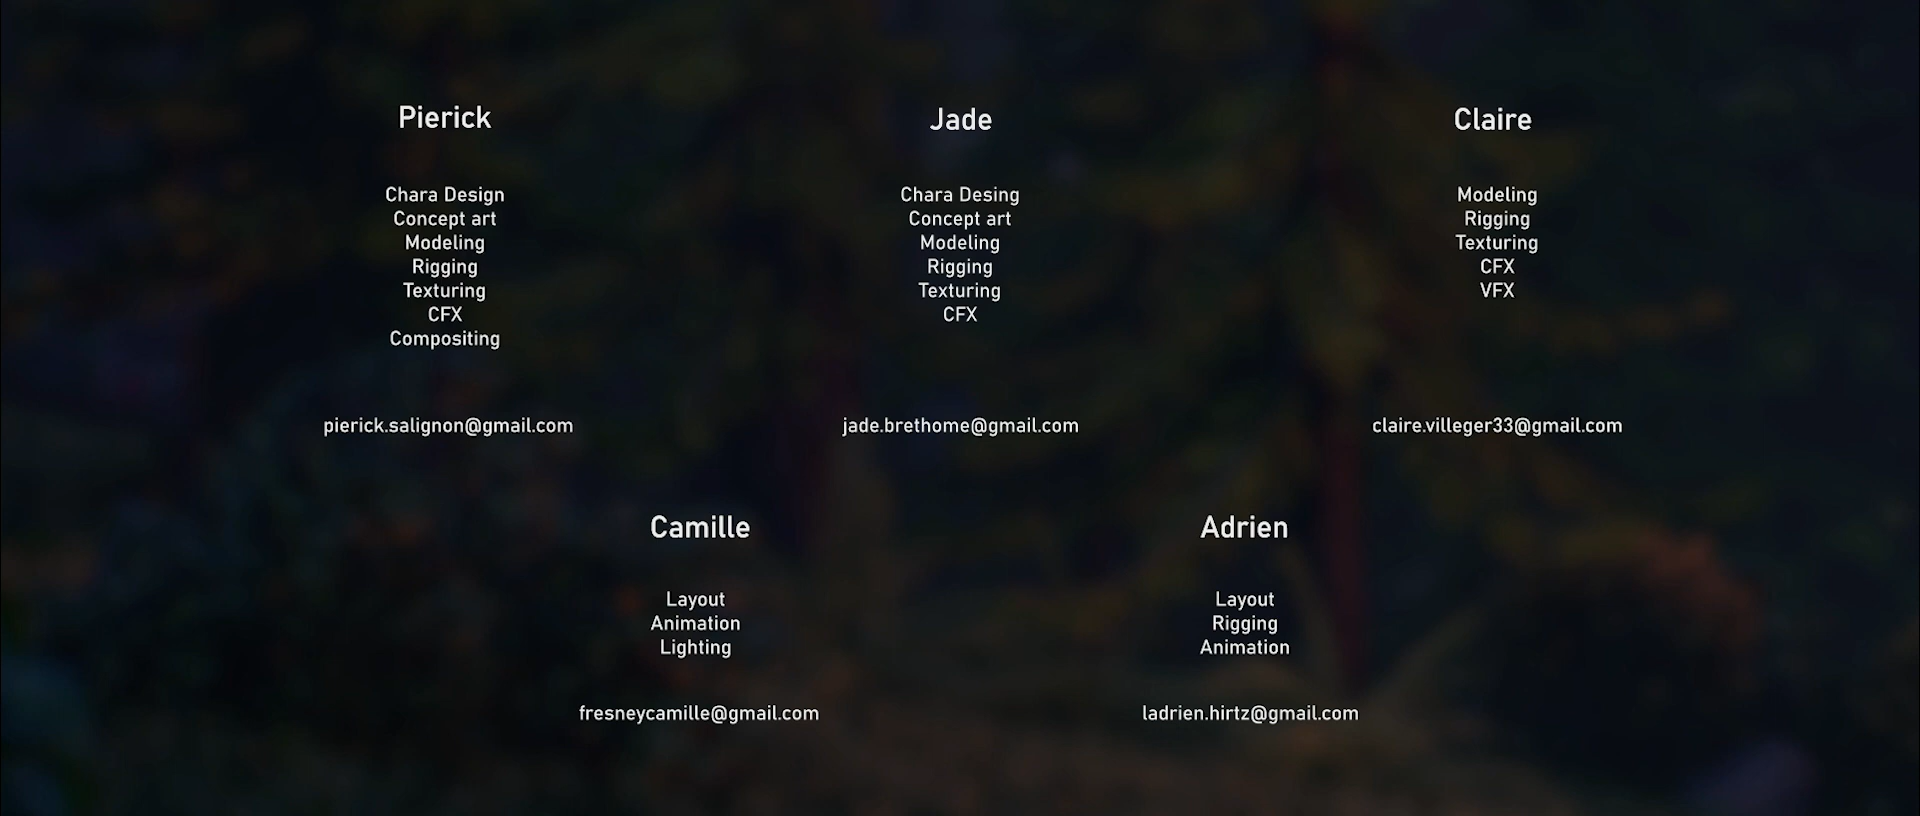 Pierick
Chara Design
Concept art
Modeling
Rigging
Texturing
CFX
Compositing
pierick.salignon@gmail.com
Jade
Chara Desing
Concept art
Modeling
Rigging
Texturing
CFX
jade.brethome@gmail.com
Claire
Modeling
Rigging
Texturing
CFX
VFX
claire.villeger33@gmail.com
Camille
Layout
Animation
Lighting
fresneycamille@gmail.com
Adrien
Layout
Rigging
Animation
ladrien.hirtz@gmail.com